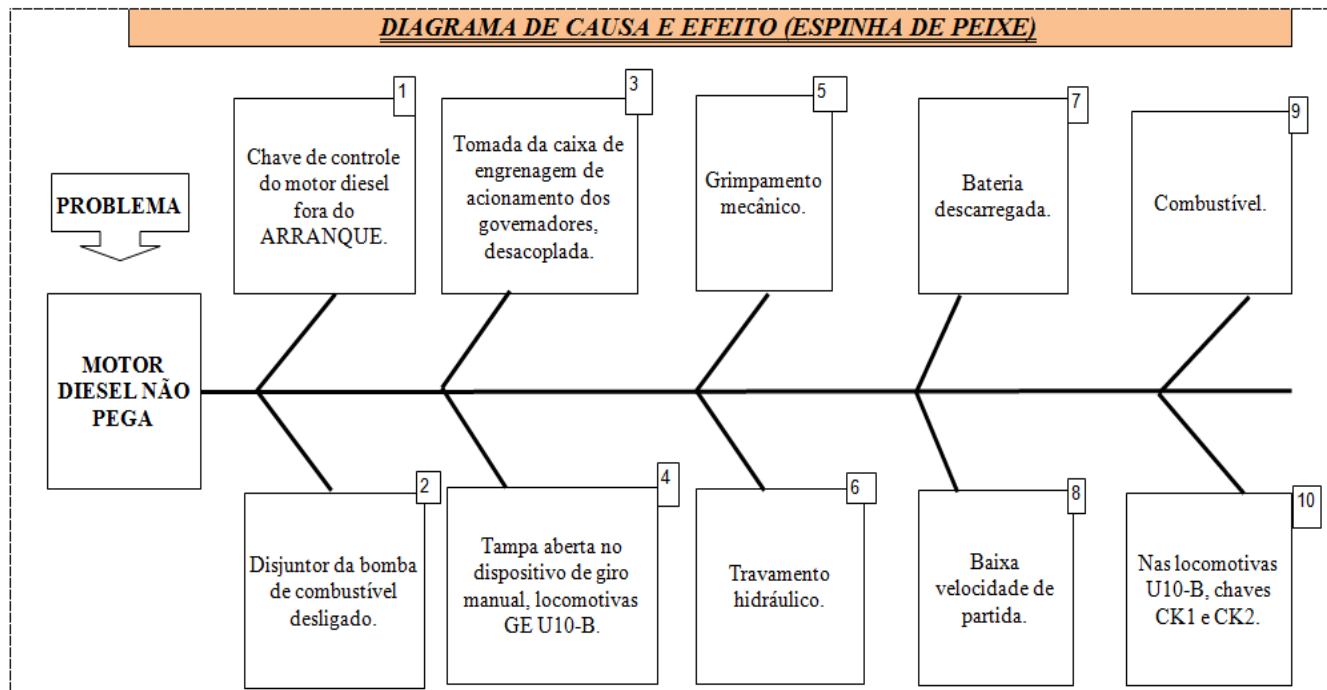 DIAGRAMA DE CAUSA E EFEITO (ESPINHA DE PEIXE)
PROBLEMA
MOTOR
DIESEL NÃO
PEGA
1
Chave de controle
do motor diesel
fora do
ARRANQUE.
2
Disjuntor da bomba
de combustível
desligado.
3
Tomada da caixa de
engrenagem de
acionamento dos
governadores,
desacoplada.
4
Tampa aberta no
dispositivo de giro
manual, locomotivas
GE U10-B.
5
Grimpamento
mecânico.
6
Travamento
hidráulico.
7
Bateria
descarregada.
8
Baixa
velocidade de
partida.
9
Combustível.
10
Nas locomotivas
U10-B, chaves
CK1 e CK2.